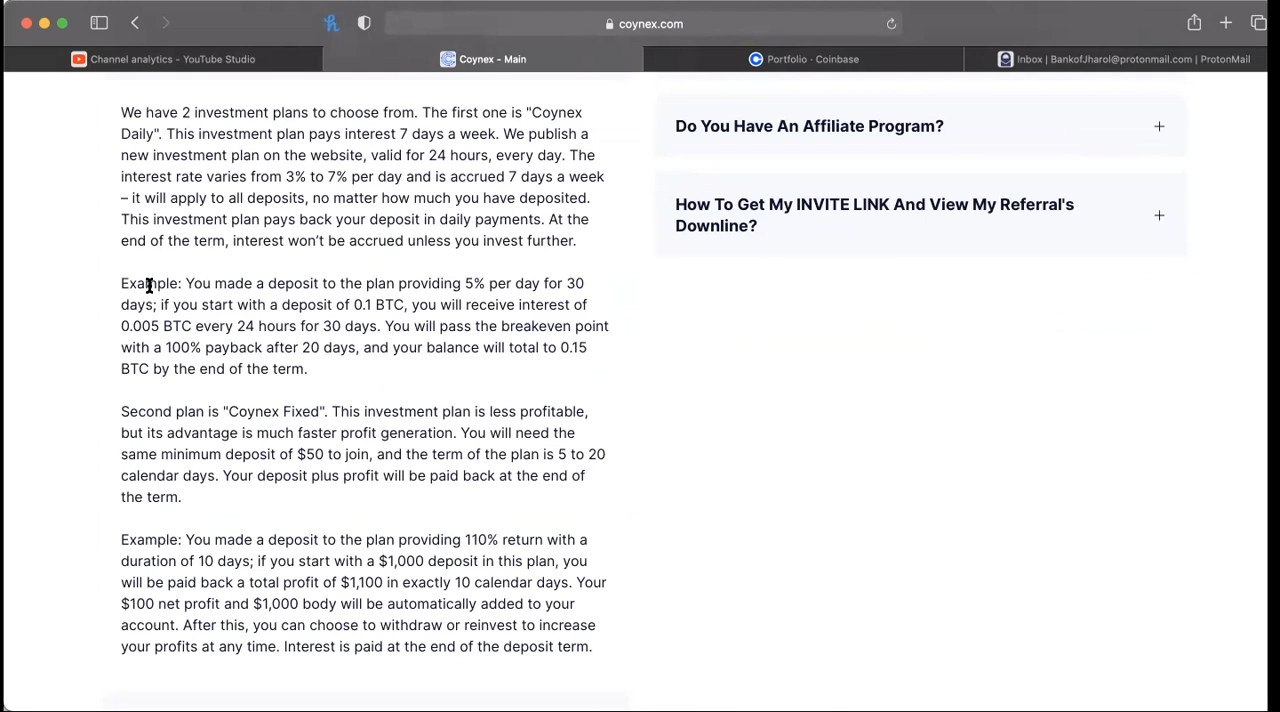 coynex.com
Channel analytics - YouTube Studio
Coynex - Main
Portfolio · Coinbase
Inbox | BankofJharol@protonmail.com | ProtonMail
We have 2 investment plans to choose from. The first one is "Coynex
Daily". This investment plan pays interest 7 days a week. We publish a
new investment plan on the website, valid for 24 hours, every day. The
interest rate varies from 3% to 7% per day and is accrued 7 days a week
– it will apply to all deposits, no matter how much you have deposited.
This investment plan pays back your deposit in daily payments. At the
end of the term, interest won't be accrued unless you invest further.
Example: You made a deposit to the plan providing 5% per day for 30
days; if you start with a deposit of 0.1 BTC, you will receive interest of
0.005 BTC every 24 hours for 30 days. You will pass the breakeven point
with a 100% payback after 20 days, and your balance will total to 0.15
BTC by the end of the term.
Second plan is "Coynex Fixed". This investment plan is less profitable,
but its advantage is much faster profit generation. You will need the
same minimum deposit of $50 to join, and the term of the plan is 5 to 20
calendar days. Your deposit plus profit will be paid back at the end of
the term.
Example: You made a deposit to the plan providing 110% return with a
duration of 10 days; if you start with a $1,000 deposit in this plan, you
will be paid back a total profit of $1,100 in exactly 10 calendar days. Your
$100 net profit and $1,000 body will be automatically added to your
account. After this, you can choose to withdraw or reinvest to increase
your profits at any time. Interest is paid at the end of the deposit term.
Do You Have An Affiliate Program?
How To Get My INVITE LINK And View My Referral's
Downline?